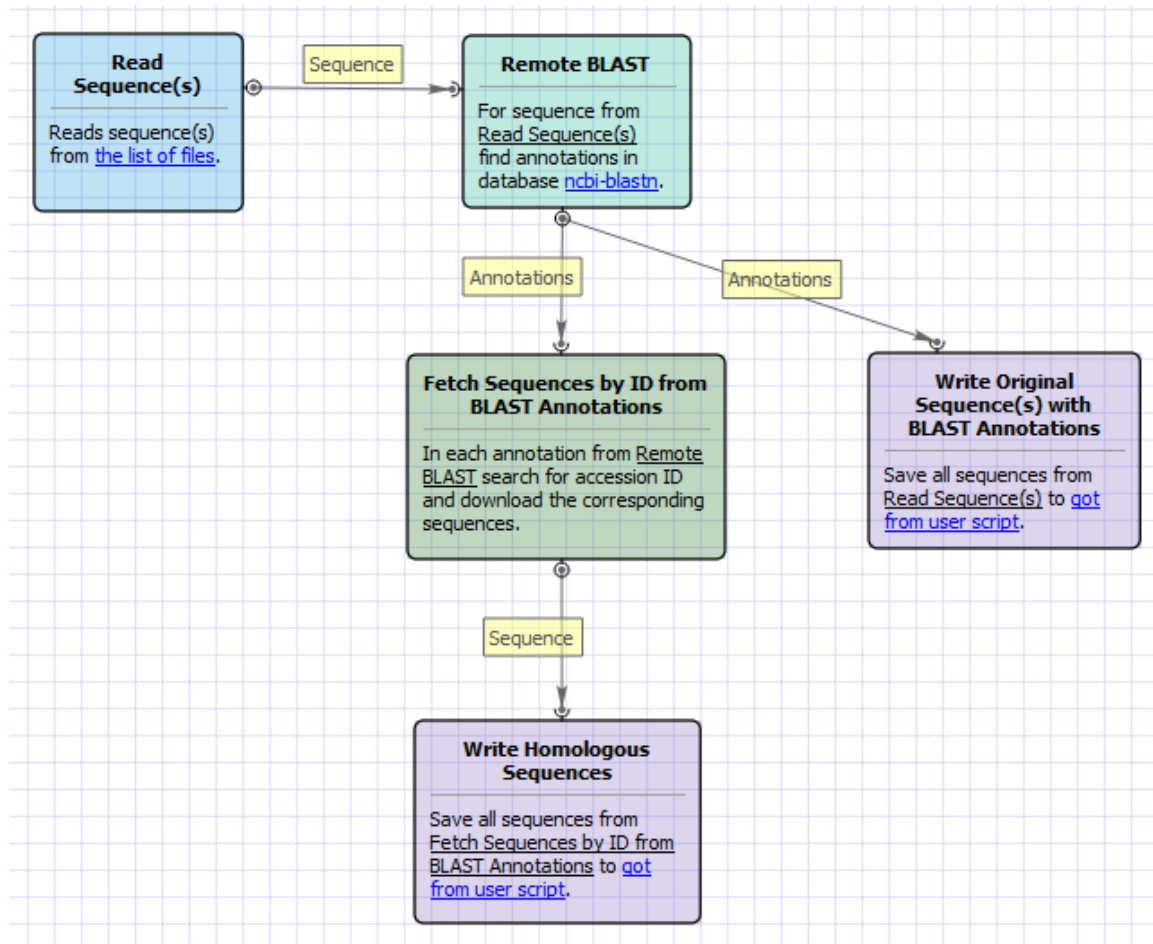 Read
Sequence(s)
Reads sequence(s)
from the list of files.
Sequence
Remote BLAST
For sequence from
Read Sequence(s)
find annotations in
database ncbi-blastn.
Annotations
Annotations
Fetch Sequences by ID from
BLAST Annotations
In each annotation from Remote
BLAST search for accession ID
and download the corresponding
sequences.
Write Original
Sequence(s) with
BLAST Annotations
Save all sequences from
Read Sequence(s) to got
from user script.
Sequence
Write Homologous
Sequences
Save all sequences from
Fetch Sequences by ID from
BLAST Annotations to got
from user script.